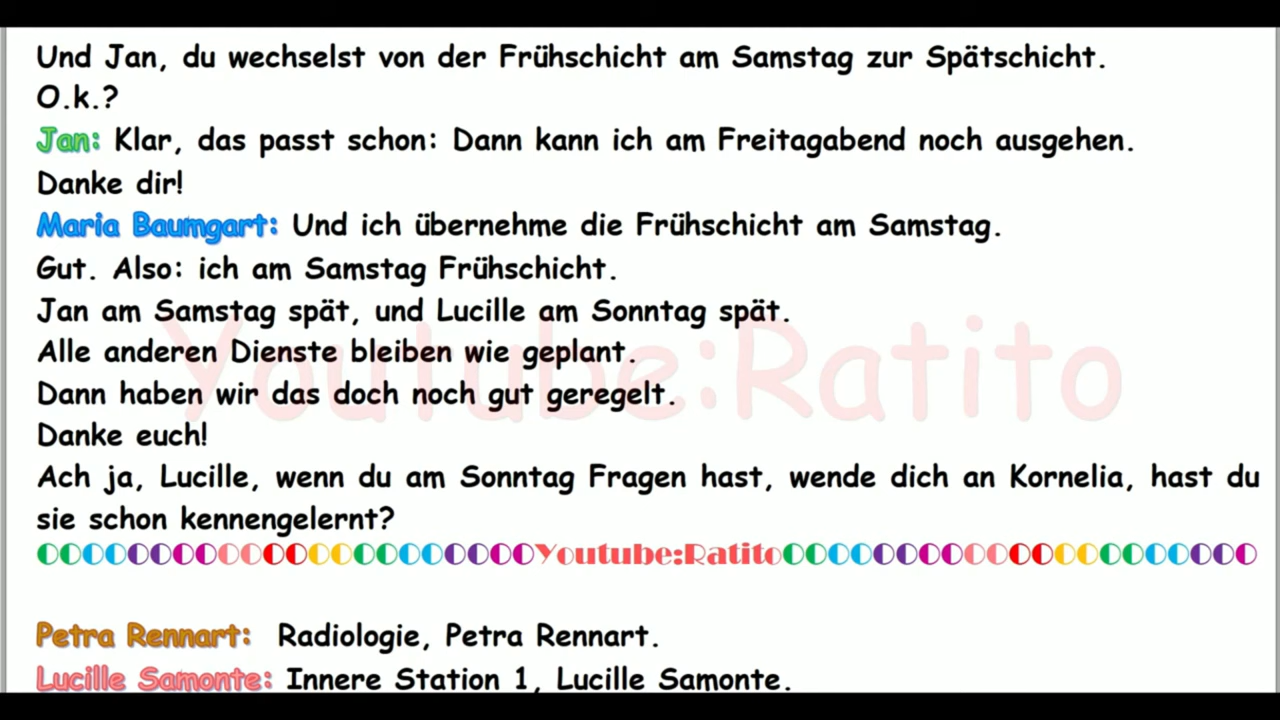 Und Jan, du wechselst von der Frühschicht am Samstag zur Spätschicht.
O.k.?
Jan: Klar, das passt schon: Dann kann ich am Freitagabend noch ausgehen.
Danke dir!
Maria Baumgart: Und ich übernehme die Frühschicht am Samstag.
Gut. Also: ich am Samstag Frühschicht.
Jan am Samstag spät, und Lucille am Sonntag spät.
Youtube:Ratito
Alle anderen Dienste bleiben wie geplant.
Dann haben wir das doch noch gut geregelt.
Danke euch!
Ach ja, Lucille, wenn du am Sonntag Fragen hast, wende dich an Kornelia, hast du
sie schon kennengelernt?
Youtube:Ratito
Petra Rennart: Radiologie, Petra Rennart.
Lucille Samonte: Innere Station 1, Lucille Samonte.